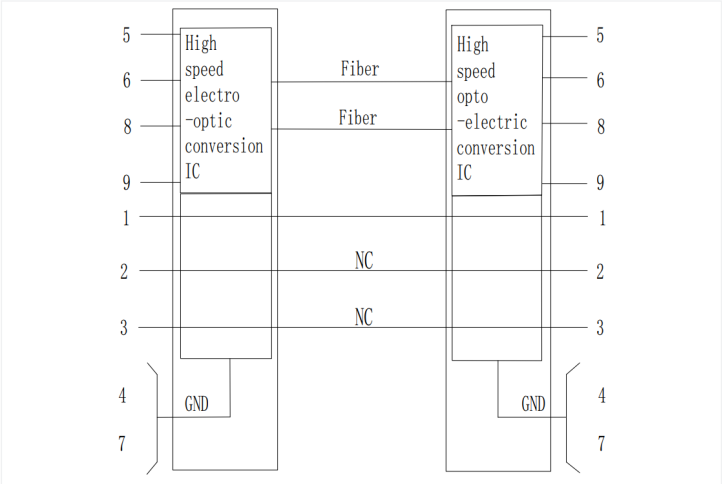 5
High
speed
electro
-optic
conversion
IC
6
8
9
1
2
3
4
7
GND
Fiber
Fiber
NC
NC
High
speed
opto
-electric
conversion
IC
5
6
8
9
1
2
3
GND
4
7